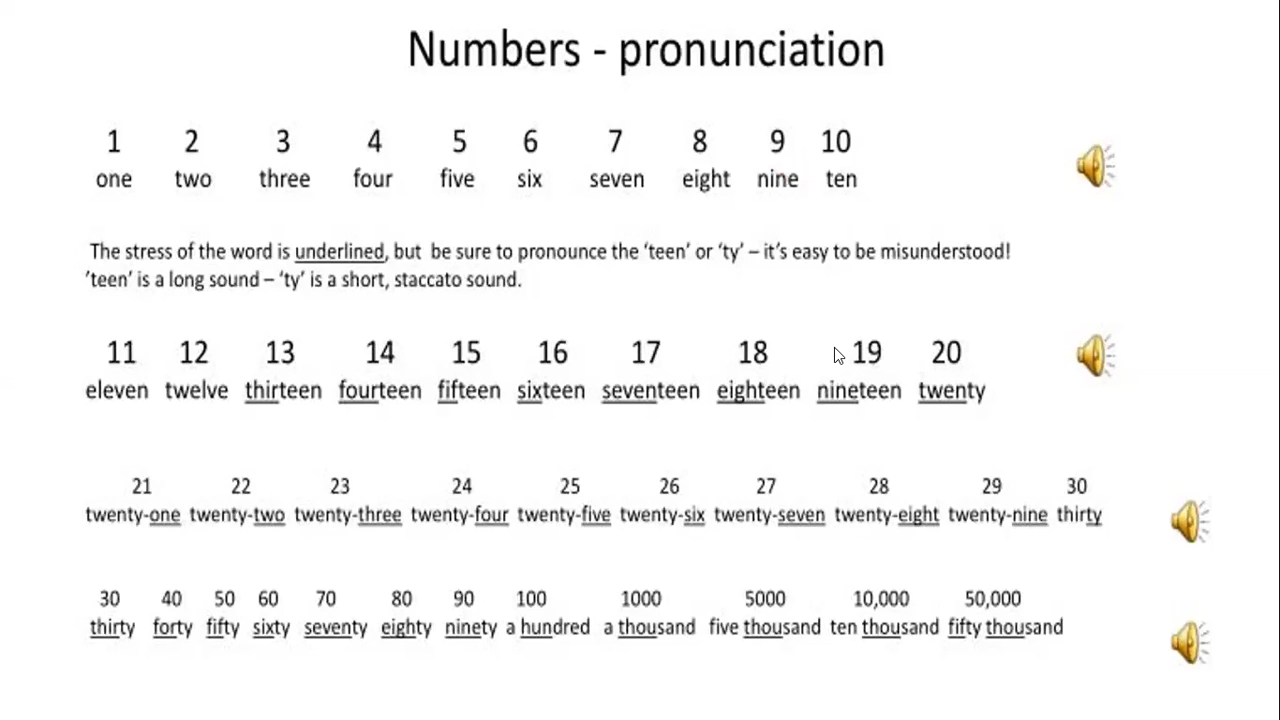 Numbers - pronunciation
1 2 3 4 5 6 7 8 9 10
one two three four five six seven eight nine ten
The stress of the word is underlined, but be sure to pronounce the ‘teen’ or ‘ty’ – it’s easy to be misunderstood!
’teen’ is a long sound – ‘ty’ is a short, staccato sound.
11 12 13 14 15 16 17 18 19 20
eleven twelve thirteen fourteen fifteen sixteen seventeen eighteen nineteen twenty
21 22 23 24 25 26 27 28 29 30
twenty-one twenty-two twenty-three twenty-four twenty-five twenty-six twenty-seven twenty-eight twenty-nine thirty
30 40 50 60 70 80 90 100 1000 5000 10,000 50,000
thirty forty fifty sixty seventy eighty ninety a hundred a thousand five thousand ten thousand fifty thousand